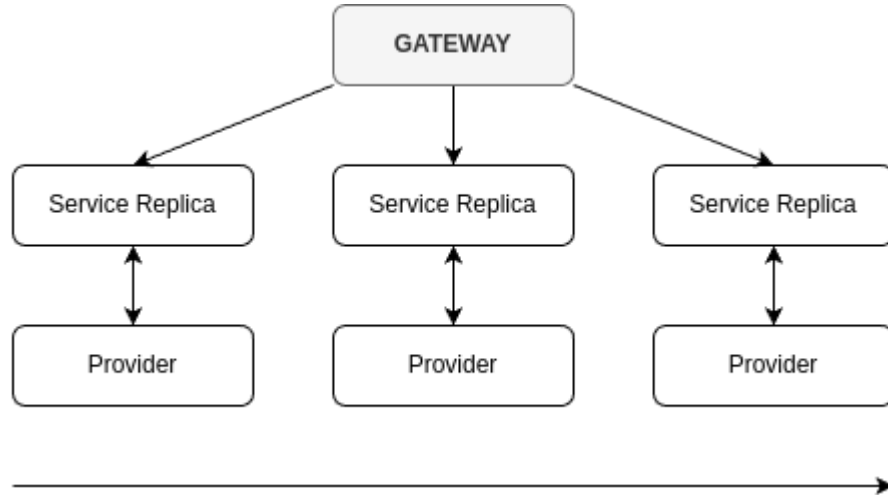 GATEWAY
Service Replica
Service Replica
Service Replica
Provider
Provider
Provider